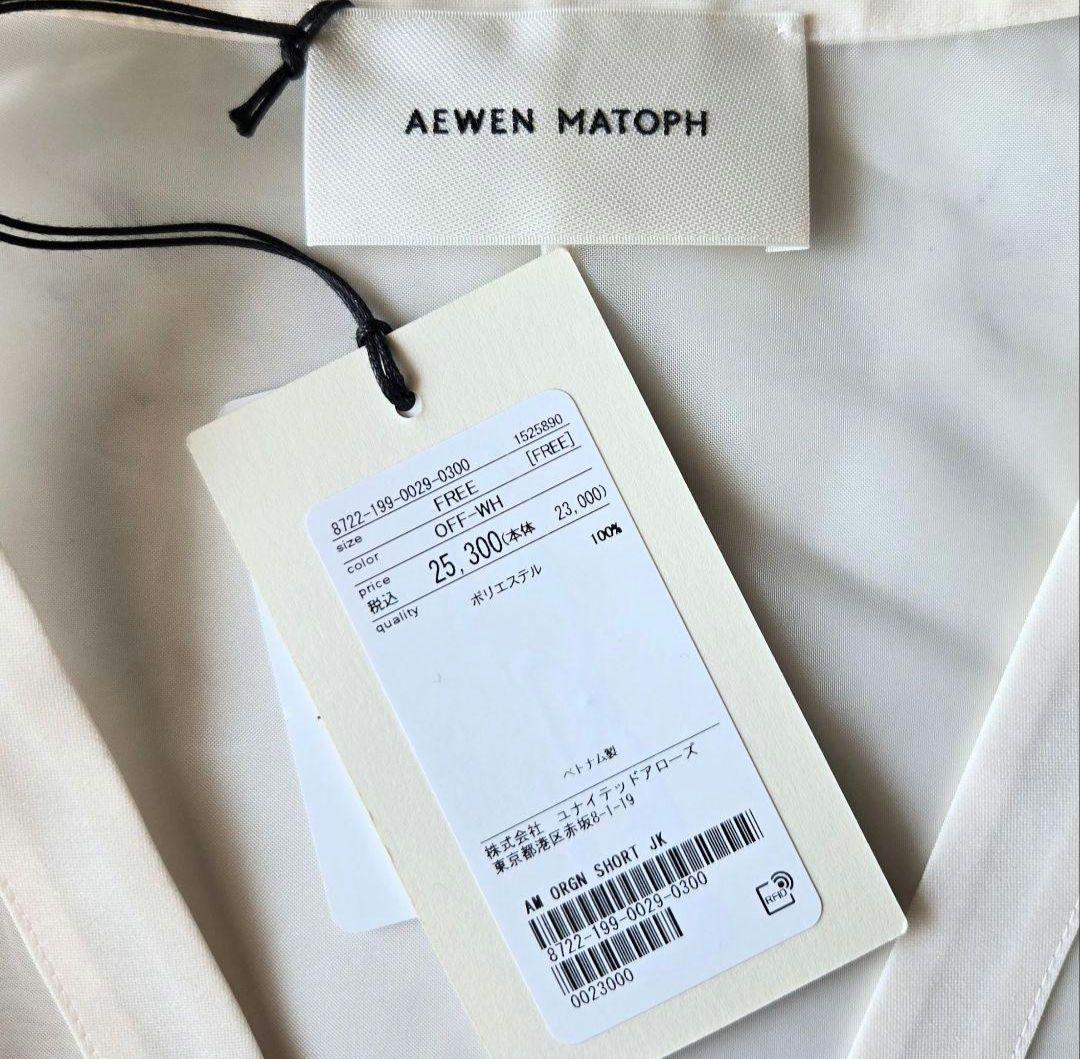 AEWEN MATOPH
1525890
8722-199-0029-0300
size FREE [FREE]
color OFF-WH
price 税込 25,300(本体 23,000)
quality ポリエステル 100%
ベトナム製
株式会社 ユナイテッドアローズ
東京都港区赤坂8-1-19
AM ORGN SHORT JK
8722-199-0029-0300
0023000
RFID